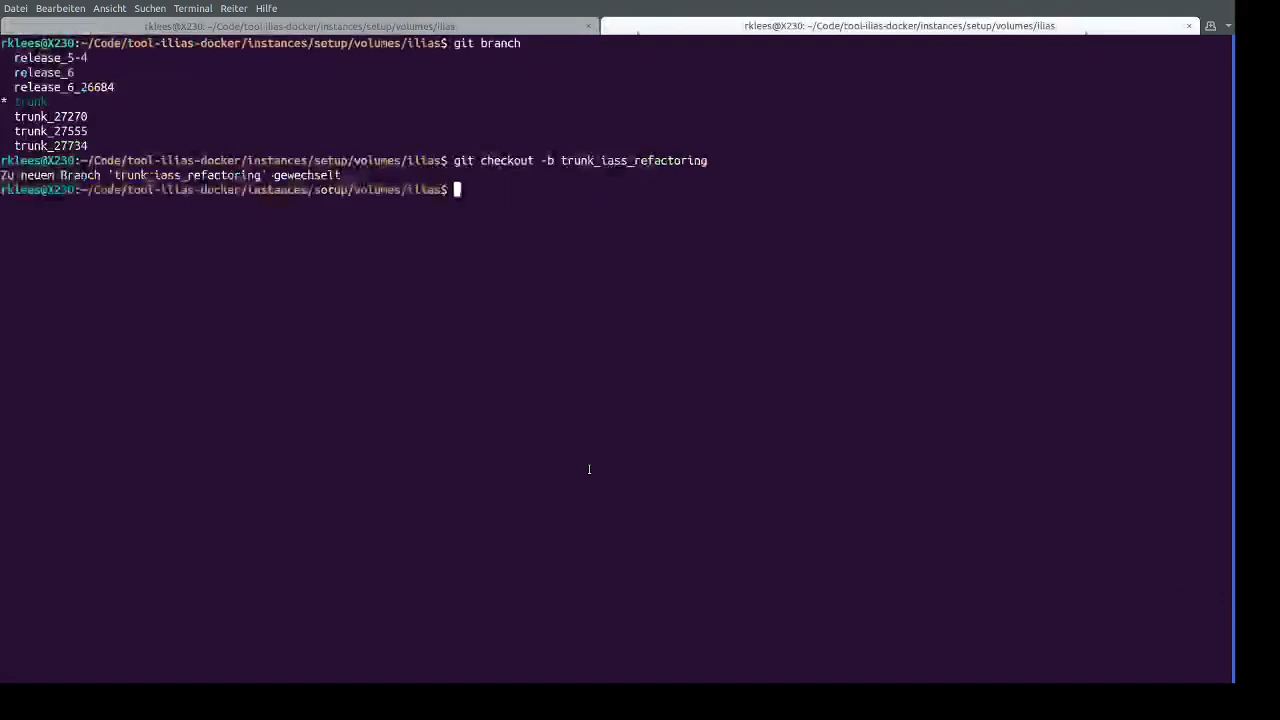 Datei Bearbeiten Ansicht Suchen Terminal Reiter Hilfe
rklees@X230: ~/Code/tool-ilias-docker/instances/setup/volumes/ilias × rklees@X230: ~/Code/tool-ilias-docker/instances/setup/volumes/ilias ×
rklees@X230:~/Code/tool-ilias-docker/instances/setup/volumes/ilias$ git branch
release_5-4
release_6
release_6_26684
* trunk
trunk_27270
trunk_27555
trunk_27734
rklees@X230:~/Code/tool-ilias-docker/instances/setup/volumes/ilias$ git checkout -b trunk_iass_refactoring
Zu neuem Branch 'trunk_iass_refactoring' gewechselt
rklees@X230:~/Code/tool-ilias-docker/instances/setup/volumes/ilias$